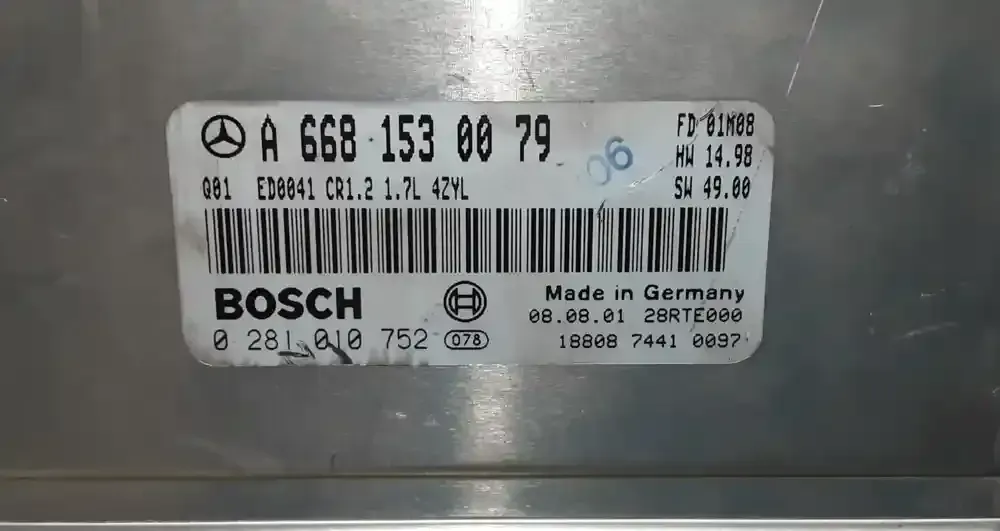 A 668 153 00 79
FD 01M08
06
HW 14.98
Q01 ED0041 CR1.2 1.7L 4ZYL
SW 49.00
BOSCH
Made in Germany
08.08.01 28RTE000
0 281 010 752 078
18808 7441 0097